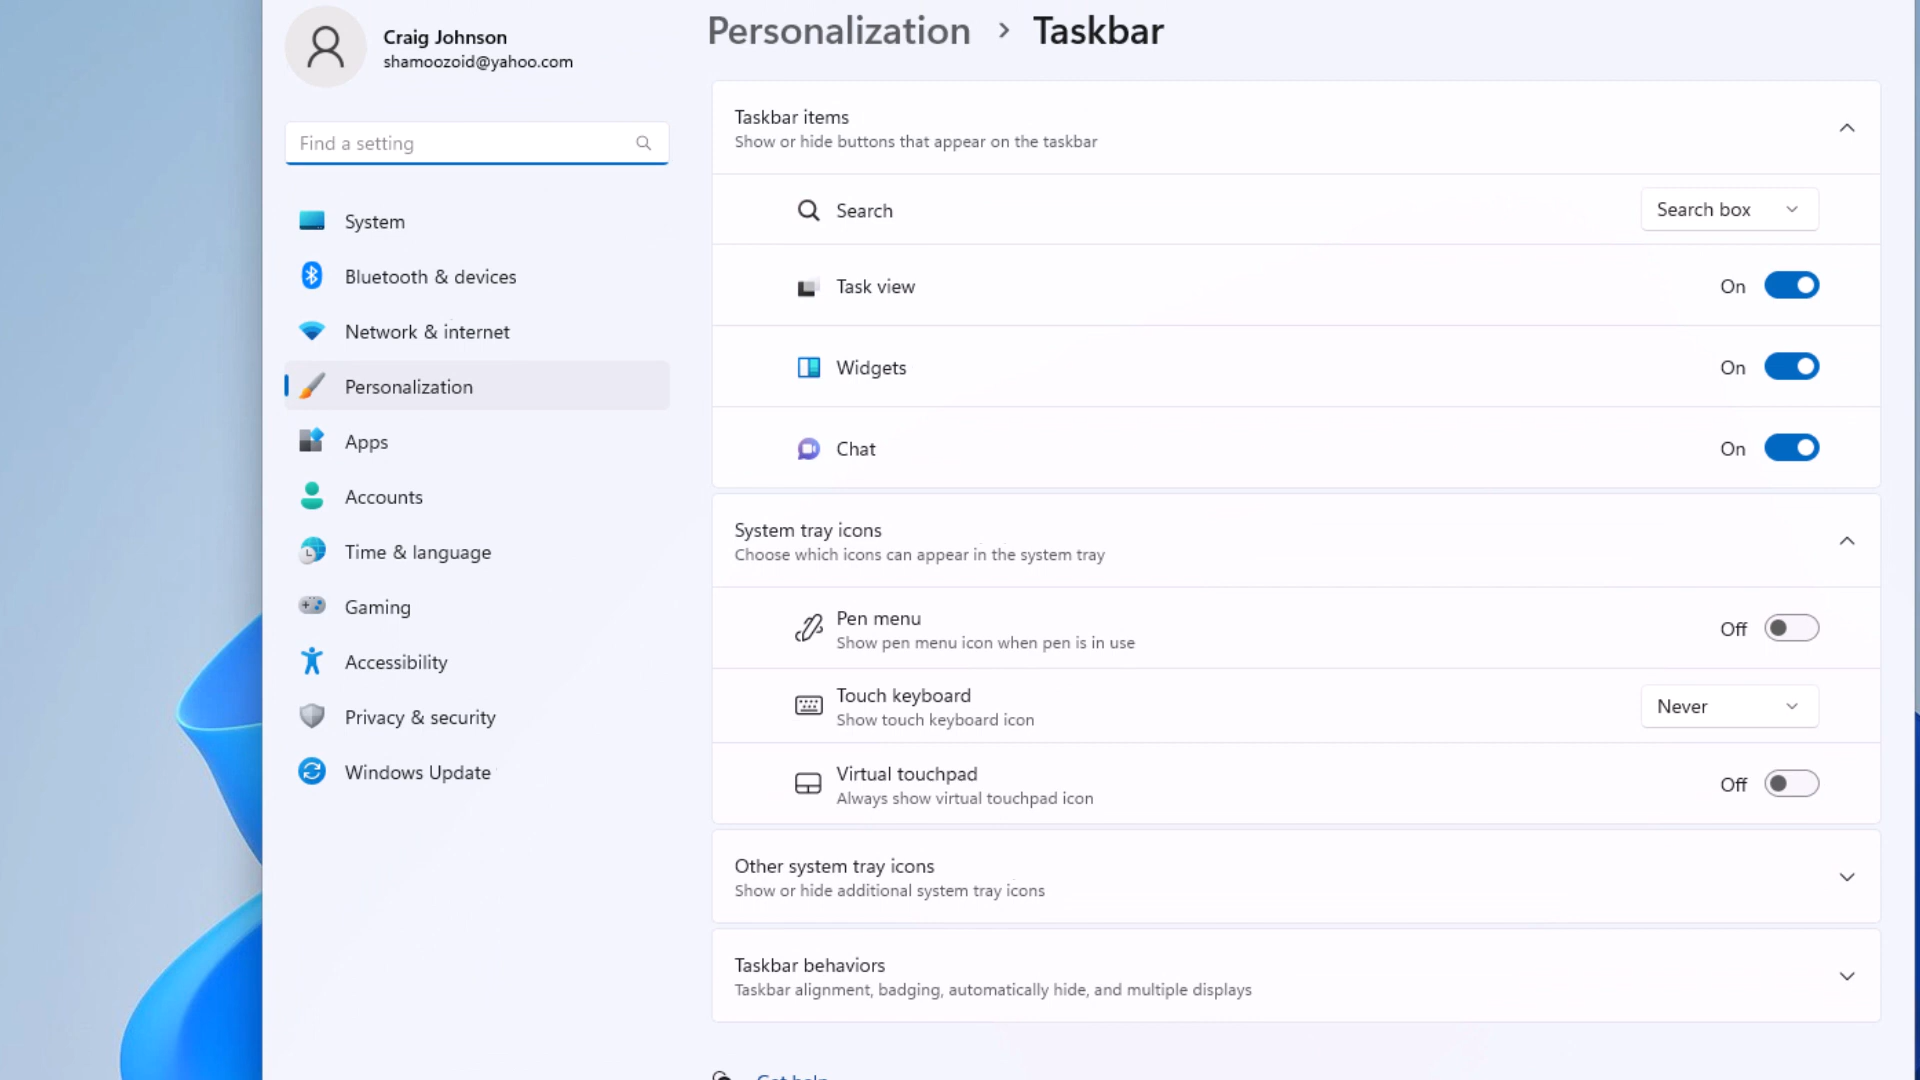 Craig Johnson
shamoozoid@yahoo.com
Find a setting
System
Bluetooth & devices
Network & internet
Personalization
Apps
Accounts
Time & language
Gaming
Accessibility
Privacy & security
Windows Update
Personalization > Taskbar
Taskbar items
Show or hide buttons that appear on the taskbar
Search
Search box
Task view
On
Widgets
On
Chat
On
System tray icons
Choose which icons can appear in the system tray
Pen menu
Show pen menu icon when pen is in use
Off
Touch keyboard
Show touch keyboard icon
Never
Virtual touchpad
Always show virtual touchpad icon
Off
Other system tray icons
Show or hide additional system tray icons
Taskbar behaviors
Taskbar alignment, badging, automatically hide, and multiple displays
Get help